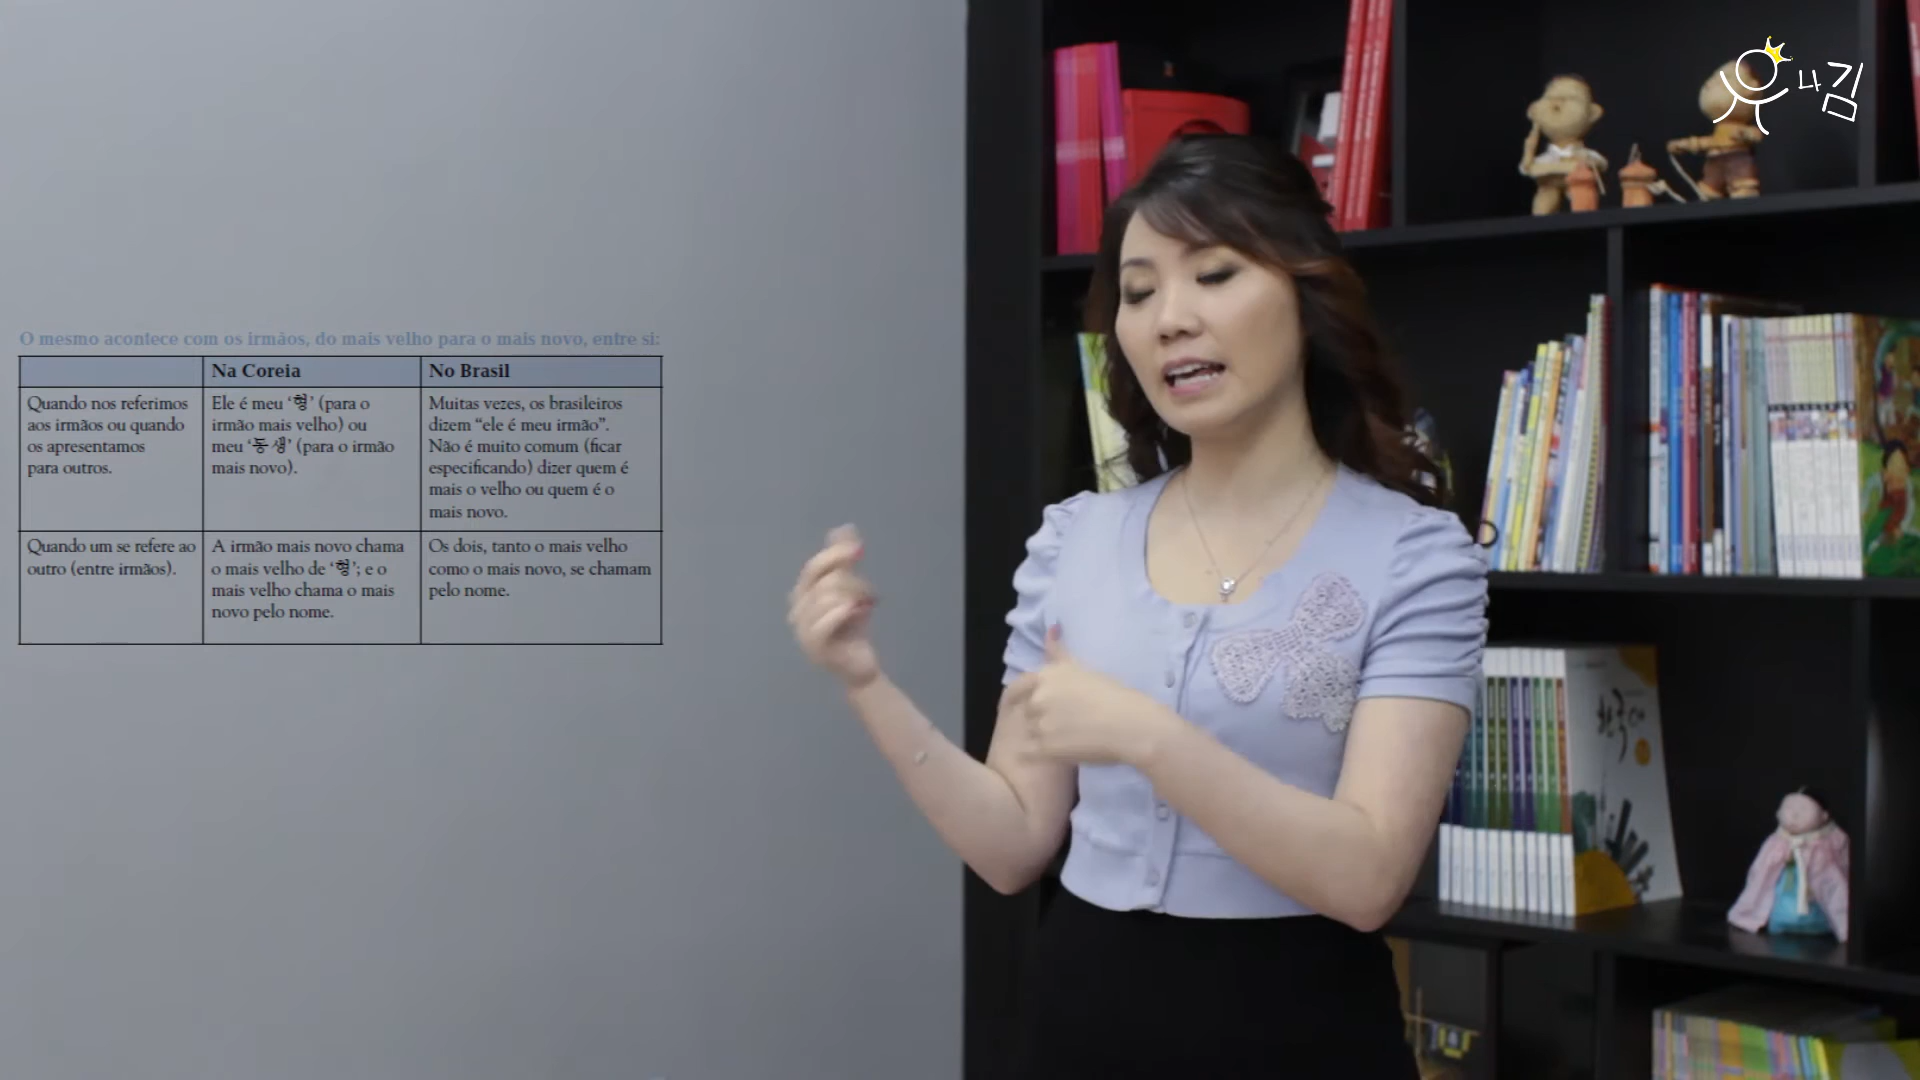 나김
O mesmo acontece com os irmãos, do mais velho para o mais novo, entre si:
Na Coreia
No Brasil
Quando nos referimos
aos irmãos ou quando
os apresentamos
para outros.
Ele é meu ‘형’ (para o
irmão mais velho) ou
meu ‘동생’ (para o irmão
mais novo).
Muitas vezes, os brasileiros
dizem “ele é meu irmão”.
Não é muito comum (ficar
especificando) dizer quem é
mais o velho ou quem é o
mais novo.
Quando um se refere ao
outro (entre irmãos).
A irmão mais novo chama
o mais velho de ‘형’; e o
mais velho chama o mais
novo pelo nome.
Os dois, tanto o mais velho
como o mais novo, se chamam
pelo nome.